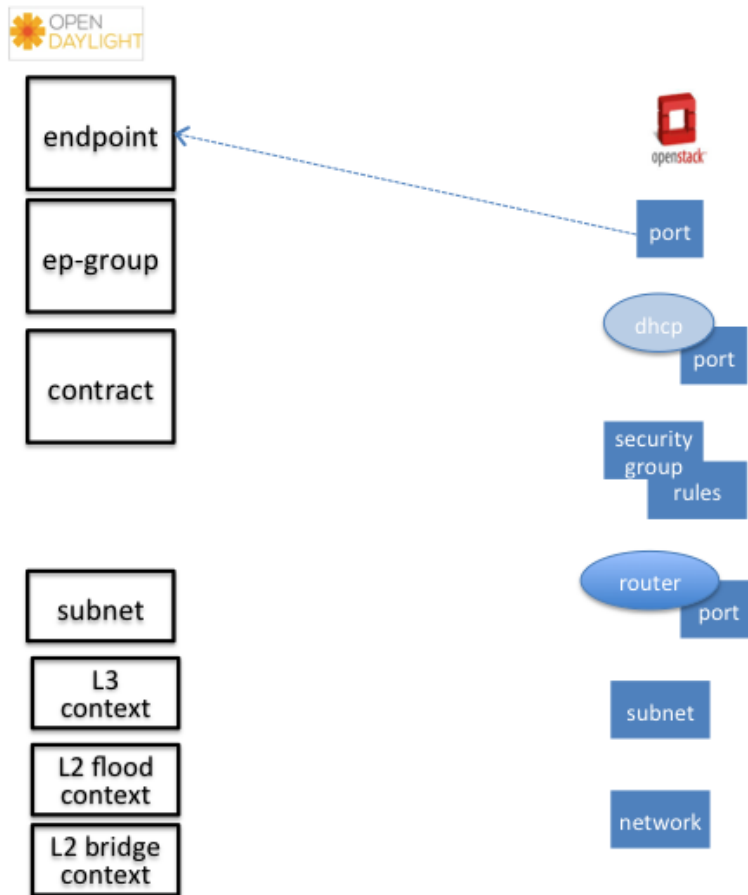 OPEN
DAYLIGHT
endpoint
ep-group
contract
subnet
L3
context
L2 flood
context
L2 bridge
context
openstack
port
dhcp
port
security
group
rules
router
port
subnet
network